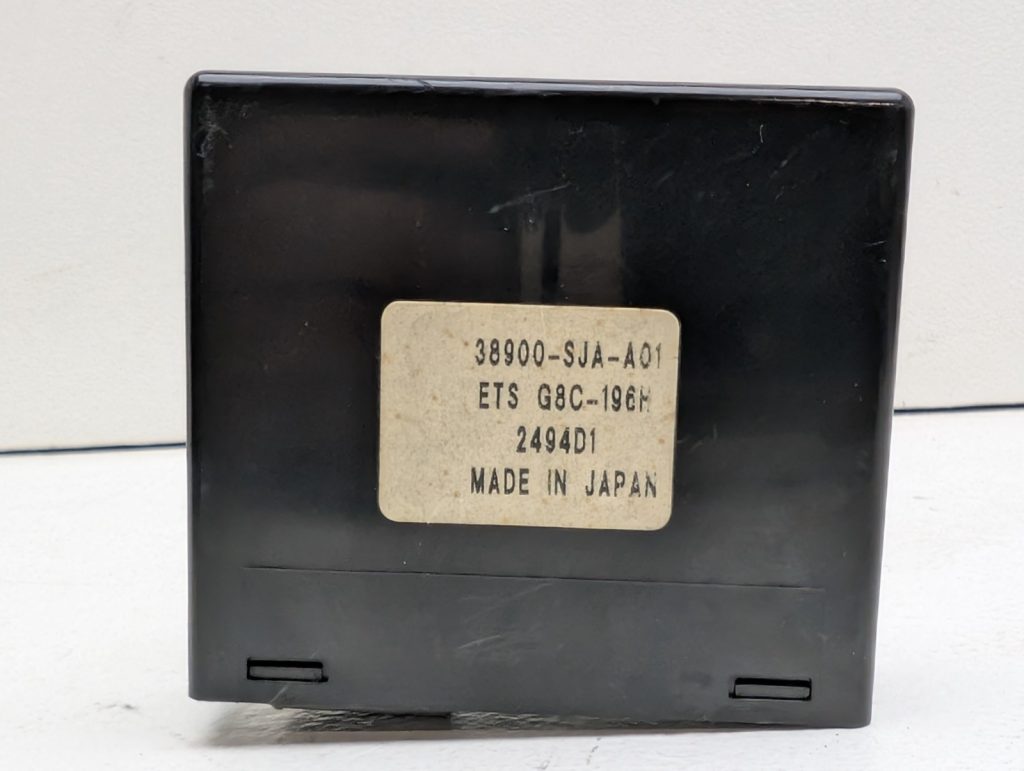 38900-SJA-A01
ETS G8C-196H
2494D1
MADE IN JAPAN